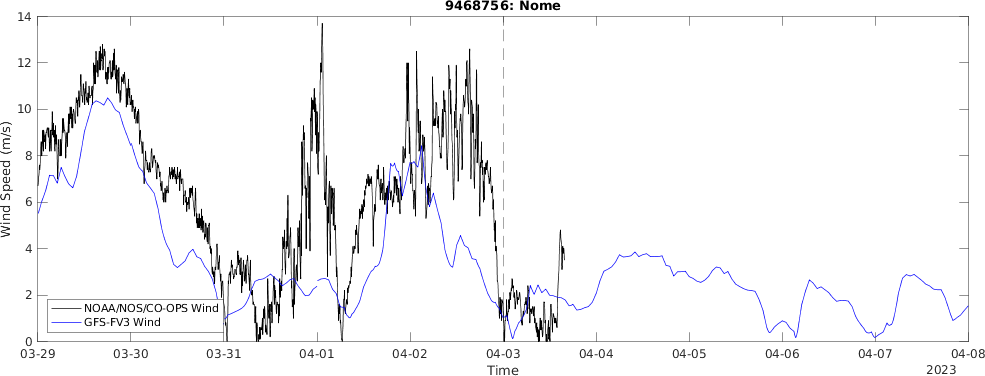 9468756: Nome
14
12
10
8
6
4
2
0
Wind Speed (m/s)
NOAA/NOS/CO-OPS Wind
GFS-FV3 Wind
03-29 03-30 03-31 04-01 04-02 04-03 04-04 04-05 04-06 04-07 04-08
Time
2023